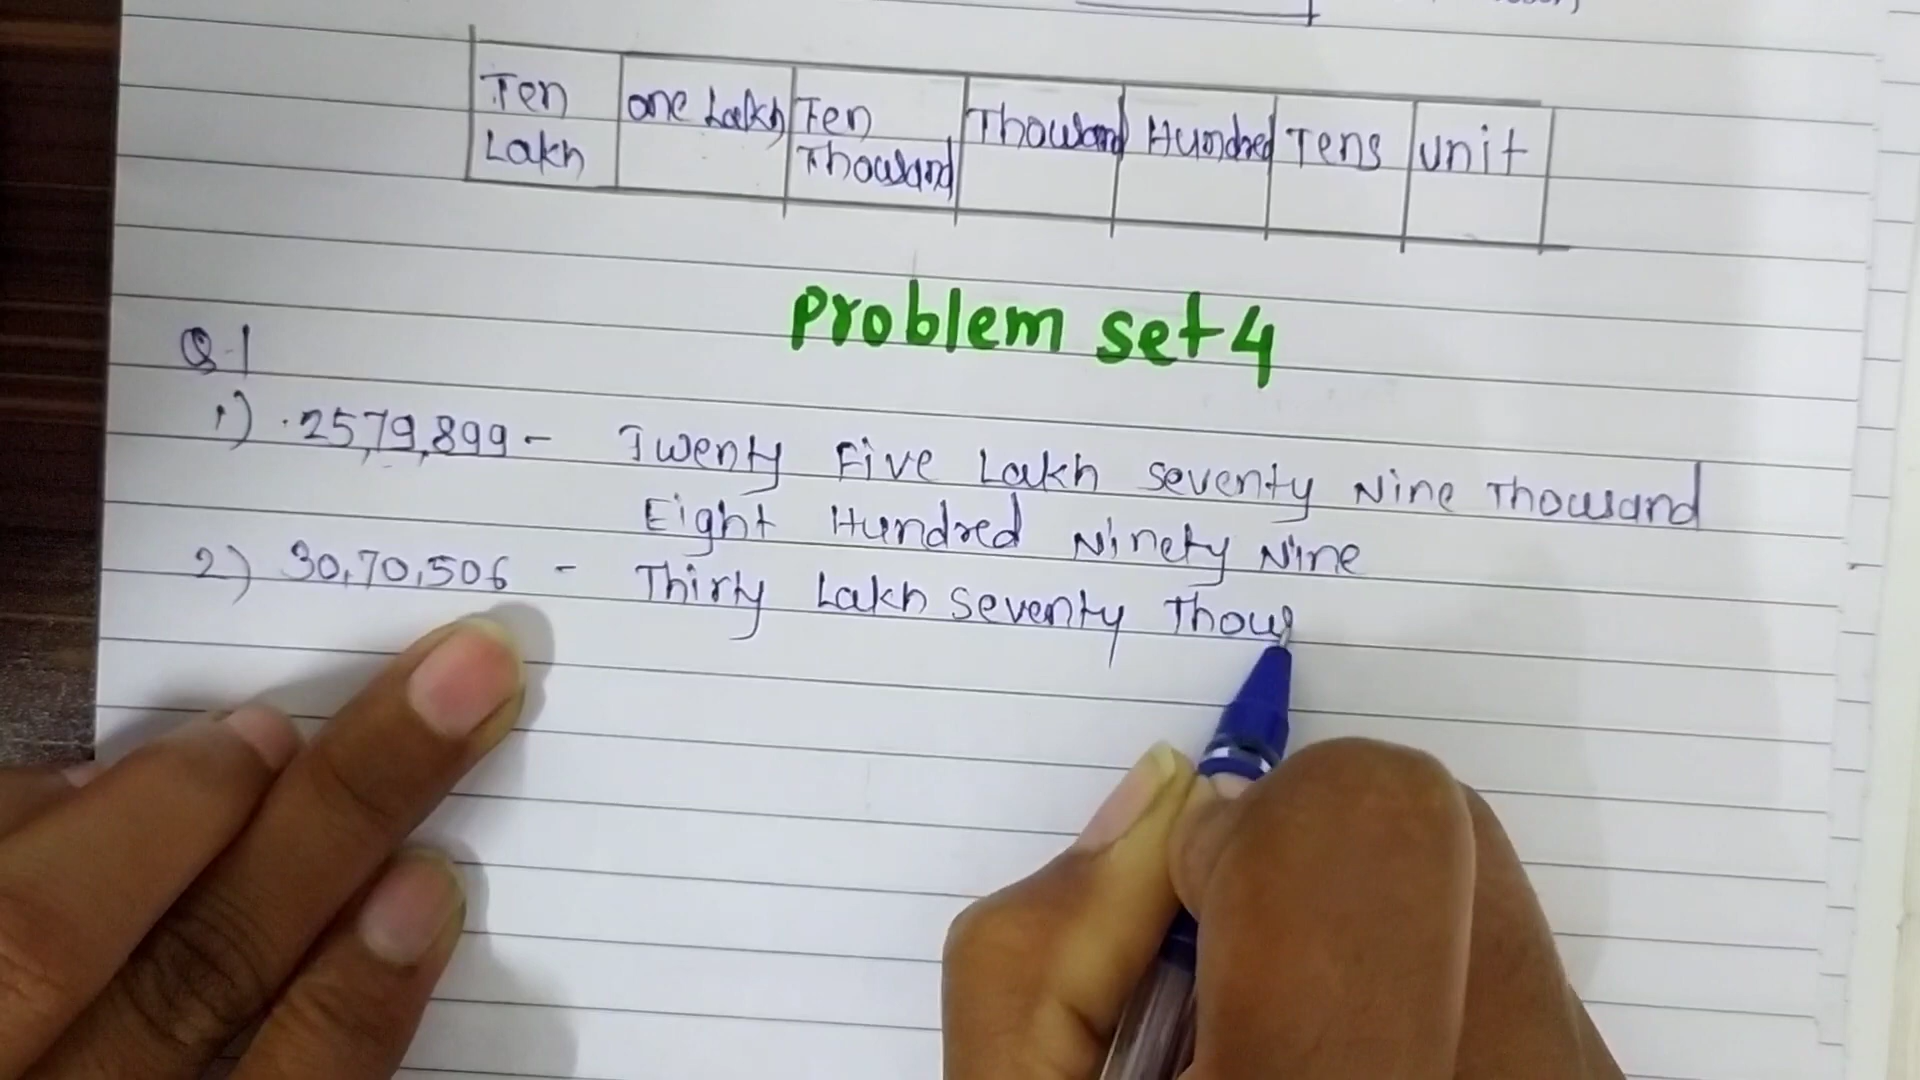 Ten Lakh | one Lakh | Ten Thousand | Thousand | Hundred | Tens | unit
Problem set 4
Q.1
1) 25,79,899 - Twenty Five Lakh Seventy Nine Thousand
Eight Hundred Ninety Nine
2) 30,70,506 - Thirty Lakh Seventy Thous